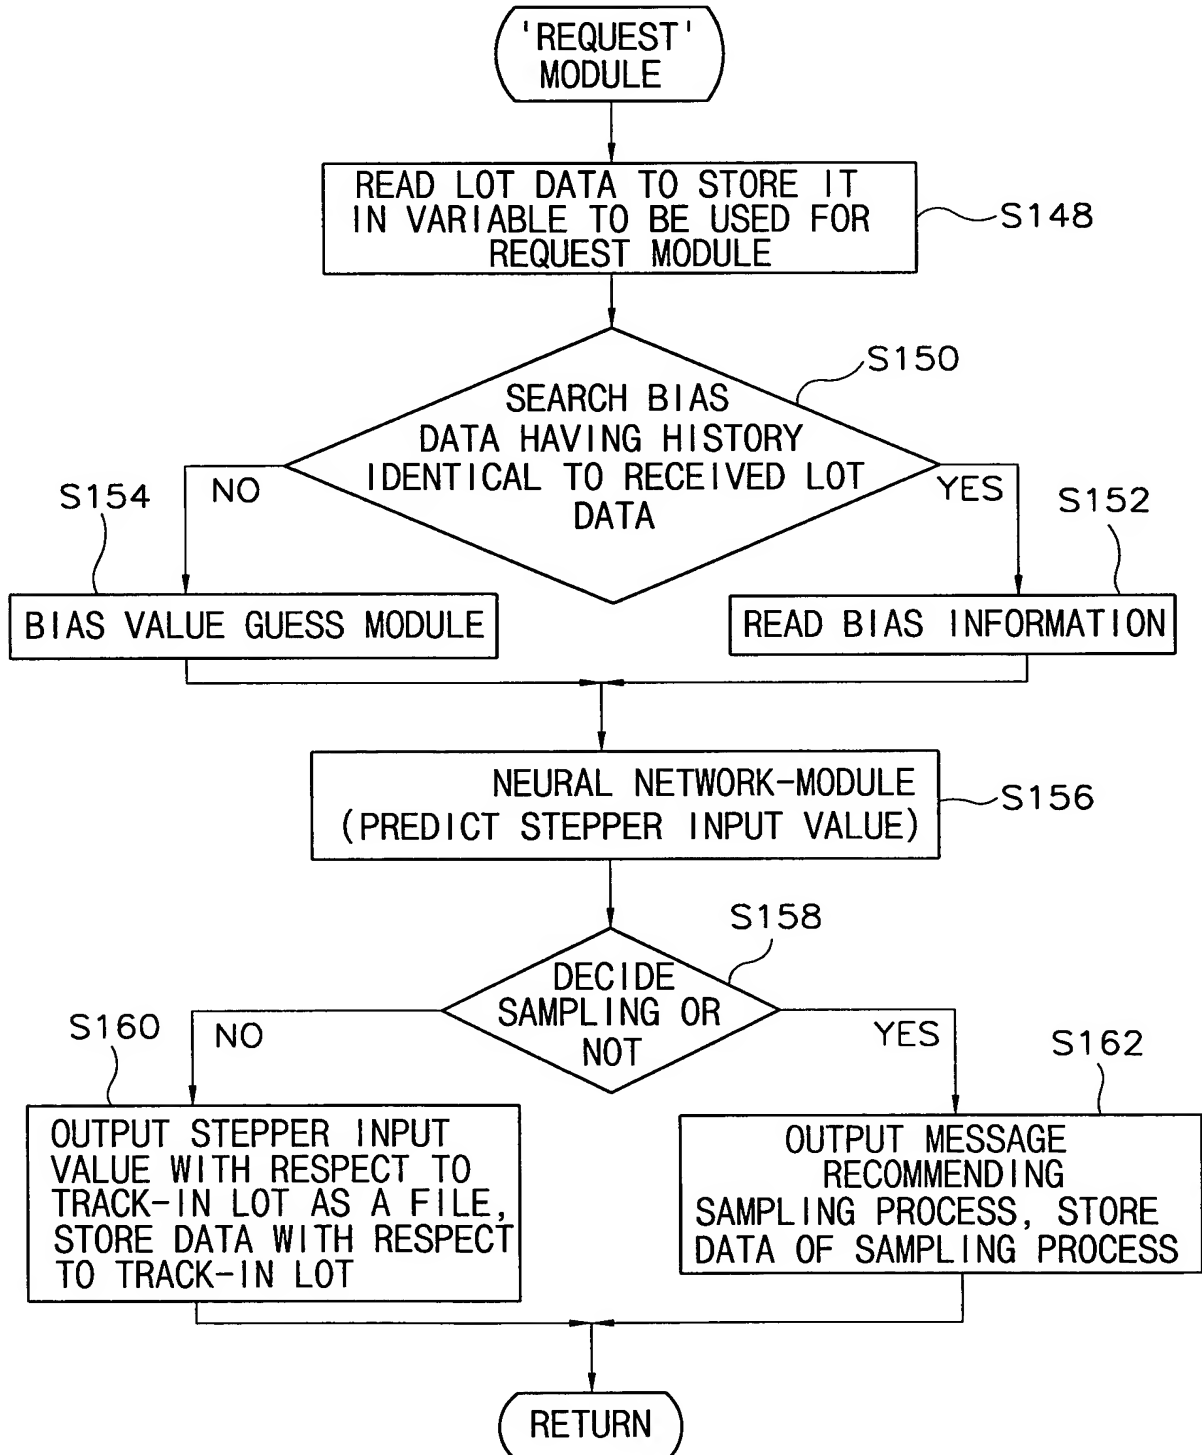 'REQUEST'
MODULE
READ LOT DATA TO STORE IT
IN VARIABLE TO BE USED FOR
REQUEST MODULE
S148
S150
SEARCH BIAS
DATA HAVING HISTORY
IDENTICAL TO RECEIVED LOT
DATA
NO
YES
S154
S152
BIAS VALUE GUESS MODULE
READ BIAS INFORMATION
NEURAL NETWORK-MODULE
(PREDICT STEPPER INPUT VALUE)
S156
S158
DECIDE
SAMPLING OR
NOT
NO
YES
S160
S162
OUTPUT STEPPER INPUT
VALUE WITH RESPECT TO
TRACK-IN LOT AS A FILE,
STORE DATA WITH RESPECT
TO TRACK-IN LOT
OUTPUT MESSAGE
RECOMMENDING
SAMPLING PROCESS, STORE
DATA OF SAMPLING PROCESS
RETURN